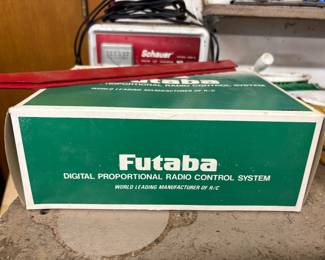 Schauer
Futaba
DIGITAL PROPORTIONAL RADIO CONTROL SYSTEM
WORLD LEADING MANUFACTURER OF R/C
Futaba
DIGITAL PROPORTIONAL RADIO CONTROL SYSTEM
WORLD LEADING MANUFACTURER OF R/C